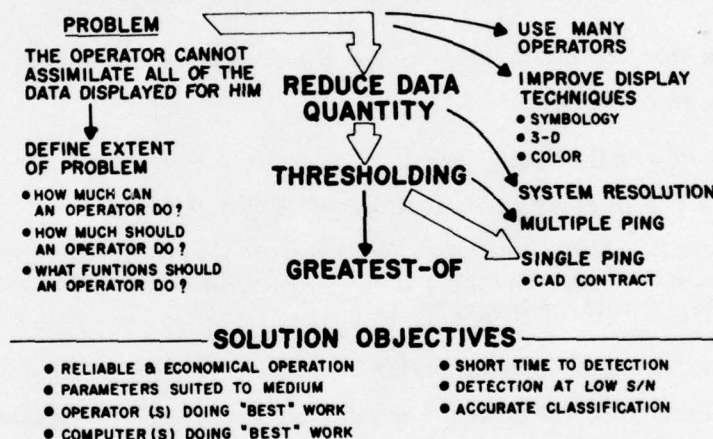 PROBLEM
THE OPERATOR CANNOT
ASSIMILATE ALL OF THE
DATA DISPLAYED FOR HIM
DEFINE EXTENT
OF PROBLEM
● HOW MUCH CAN
AN OPERATOR DO?
● HOW MUCH SHOULD
AN OPERATOR DO?
● WHAT FUNTIONS SHOULD
AN OPERATOR DO?
REDUCE DATA
QUANTITY
THRESHOLDING
GREATEST-OF
USE MANY
OPERATORS
IMPROVE DISPLAY
TECHNIQUES
● SYMBOLOGY
● 3-D
● COLOR
SYSTEM RESOLUTION
MULTIPLE PING
SINGLE PING
● CAD CONTRACT
SOLUTION OBJECTIVES
● RELIABLE & ECONOMICAL OPERATION
● PARAMETERS SUITED TO MEDIUM
● OPERATOR (S) DOING "BEST" WORK
● COMPUTER (S) DOING "BEST" WORK
● SHORT TIME TO DETECTION
● DETECTION AT LOW S/N
● ACCURATE CLASSIFICATION